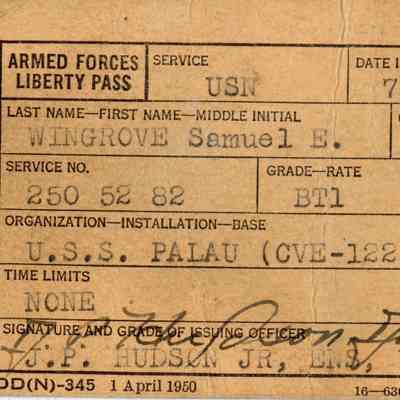 ARMED FORCES
LIBERTY PASS
SERVICE
USN
DATE I
7
LAST NAME—FIRST NAME—MIDDLE INITIAL
WINGROVE Samuel E.
SERVICE NO.
250 52 82
GRADE—RATE
BT1
ORGANIZATION—INSTALLATION—BASE
U.S.S. PALAU (CVE-122
TIME LIMITS
NONE
SIGNATURE AND GRADE OF ISSUING OFFICER
J.P. HUDSON JR, ENS,
DD(N)-345 1 April 1950
16—630